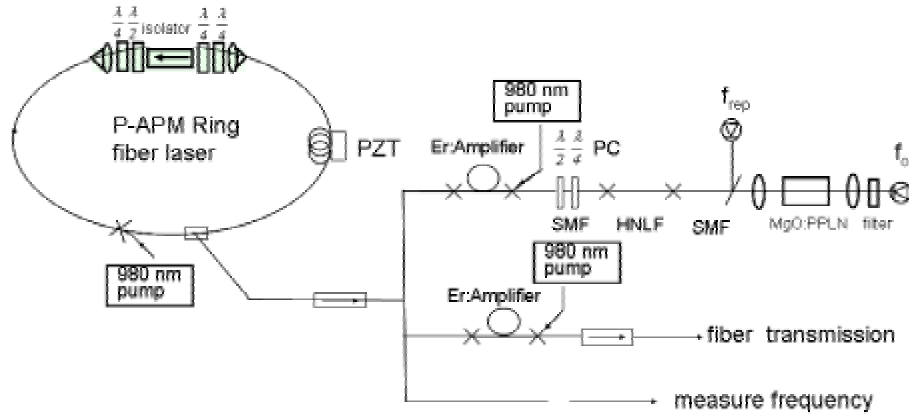 λ/4 λ/2 isolator λ/4 λ/4
P-APM Ring
fiber laser
PZT
980 nm
pump
Er:Amplifier
980 nm
pump
λ/2 λ/4 PC
SMF
HNLF
SMF
f_rep
MgO:PPLN
filter
f_o
Er:Amplifier
980 nm
pump
fiber transmission
measure frequency